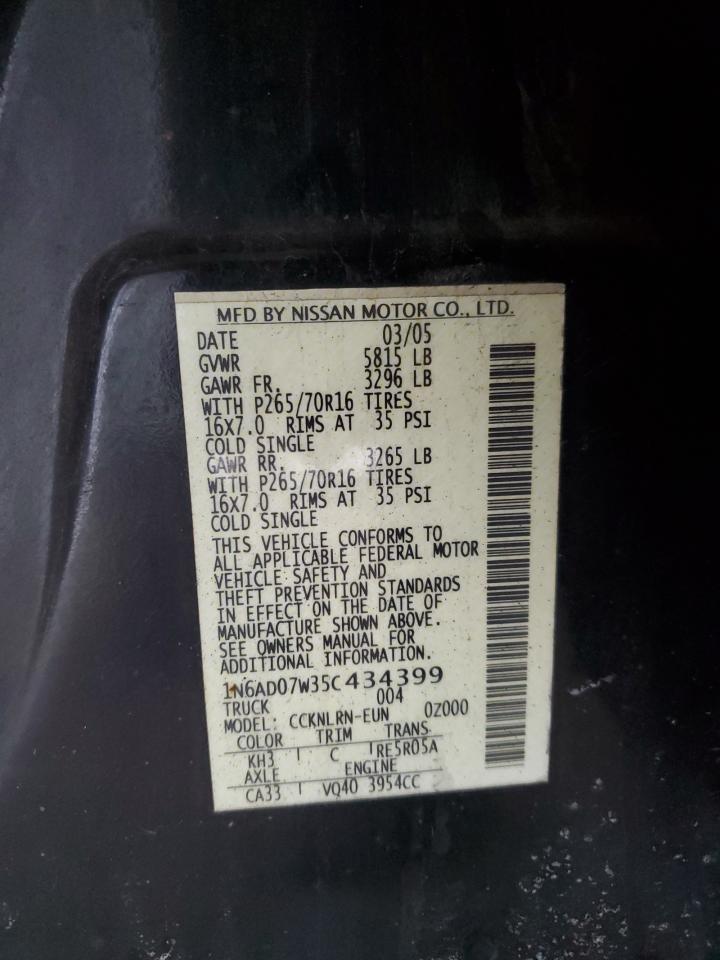 MFD BY NISSAN MOTOR CO., LTD.
DATE 03/05
GVWR 5815 LB
GAWR FR. 3296 LB
WITH P265/70R16 TIRES
16X7.0 RIMS AT 35 PSI
COLD SINGLE
GAWR RR. 3265 LB
WITH P265/70R16 TIRES
16X7.0 RIMS AT 35 PSI
COLD SINGLE
THIS VEHICLE CONFORMS TO
ALL APPLICABLE FEDERAL MOTOR
VEHICLE SAFETY AND
THEFT PREVENTION STANDARDS
IN EFFECT ON THE DATE OF
MANUFACTURE SHOWN ABOVE.
SEE OWNERS MANUAL FOR
ADDITIONAL INFORMATION.
1N6AD07W35C434399
TRUCK 004
MODEL: CCKNLRN-EUN 0Z000
COLOR TRIM TRANS
KH3 C RE5R05A
AXLE ENGINE
CA33 VQ40 3954CC